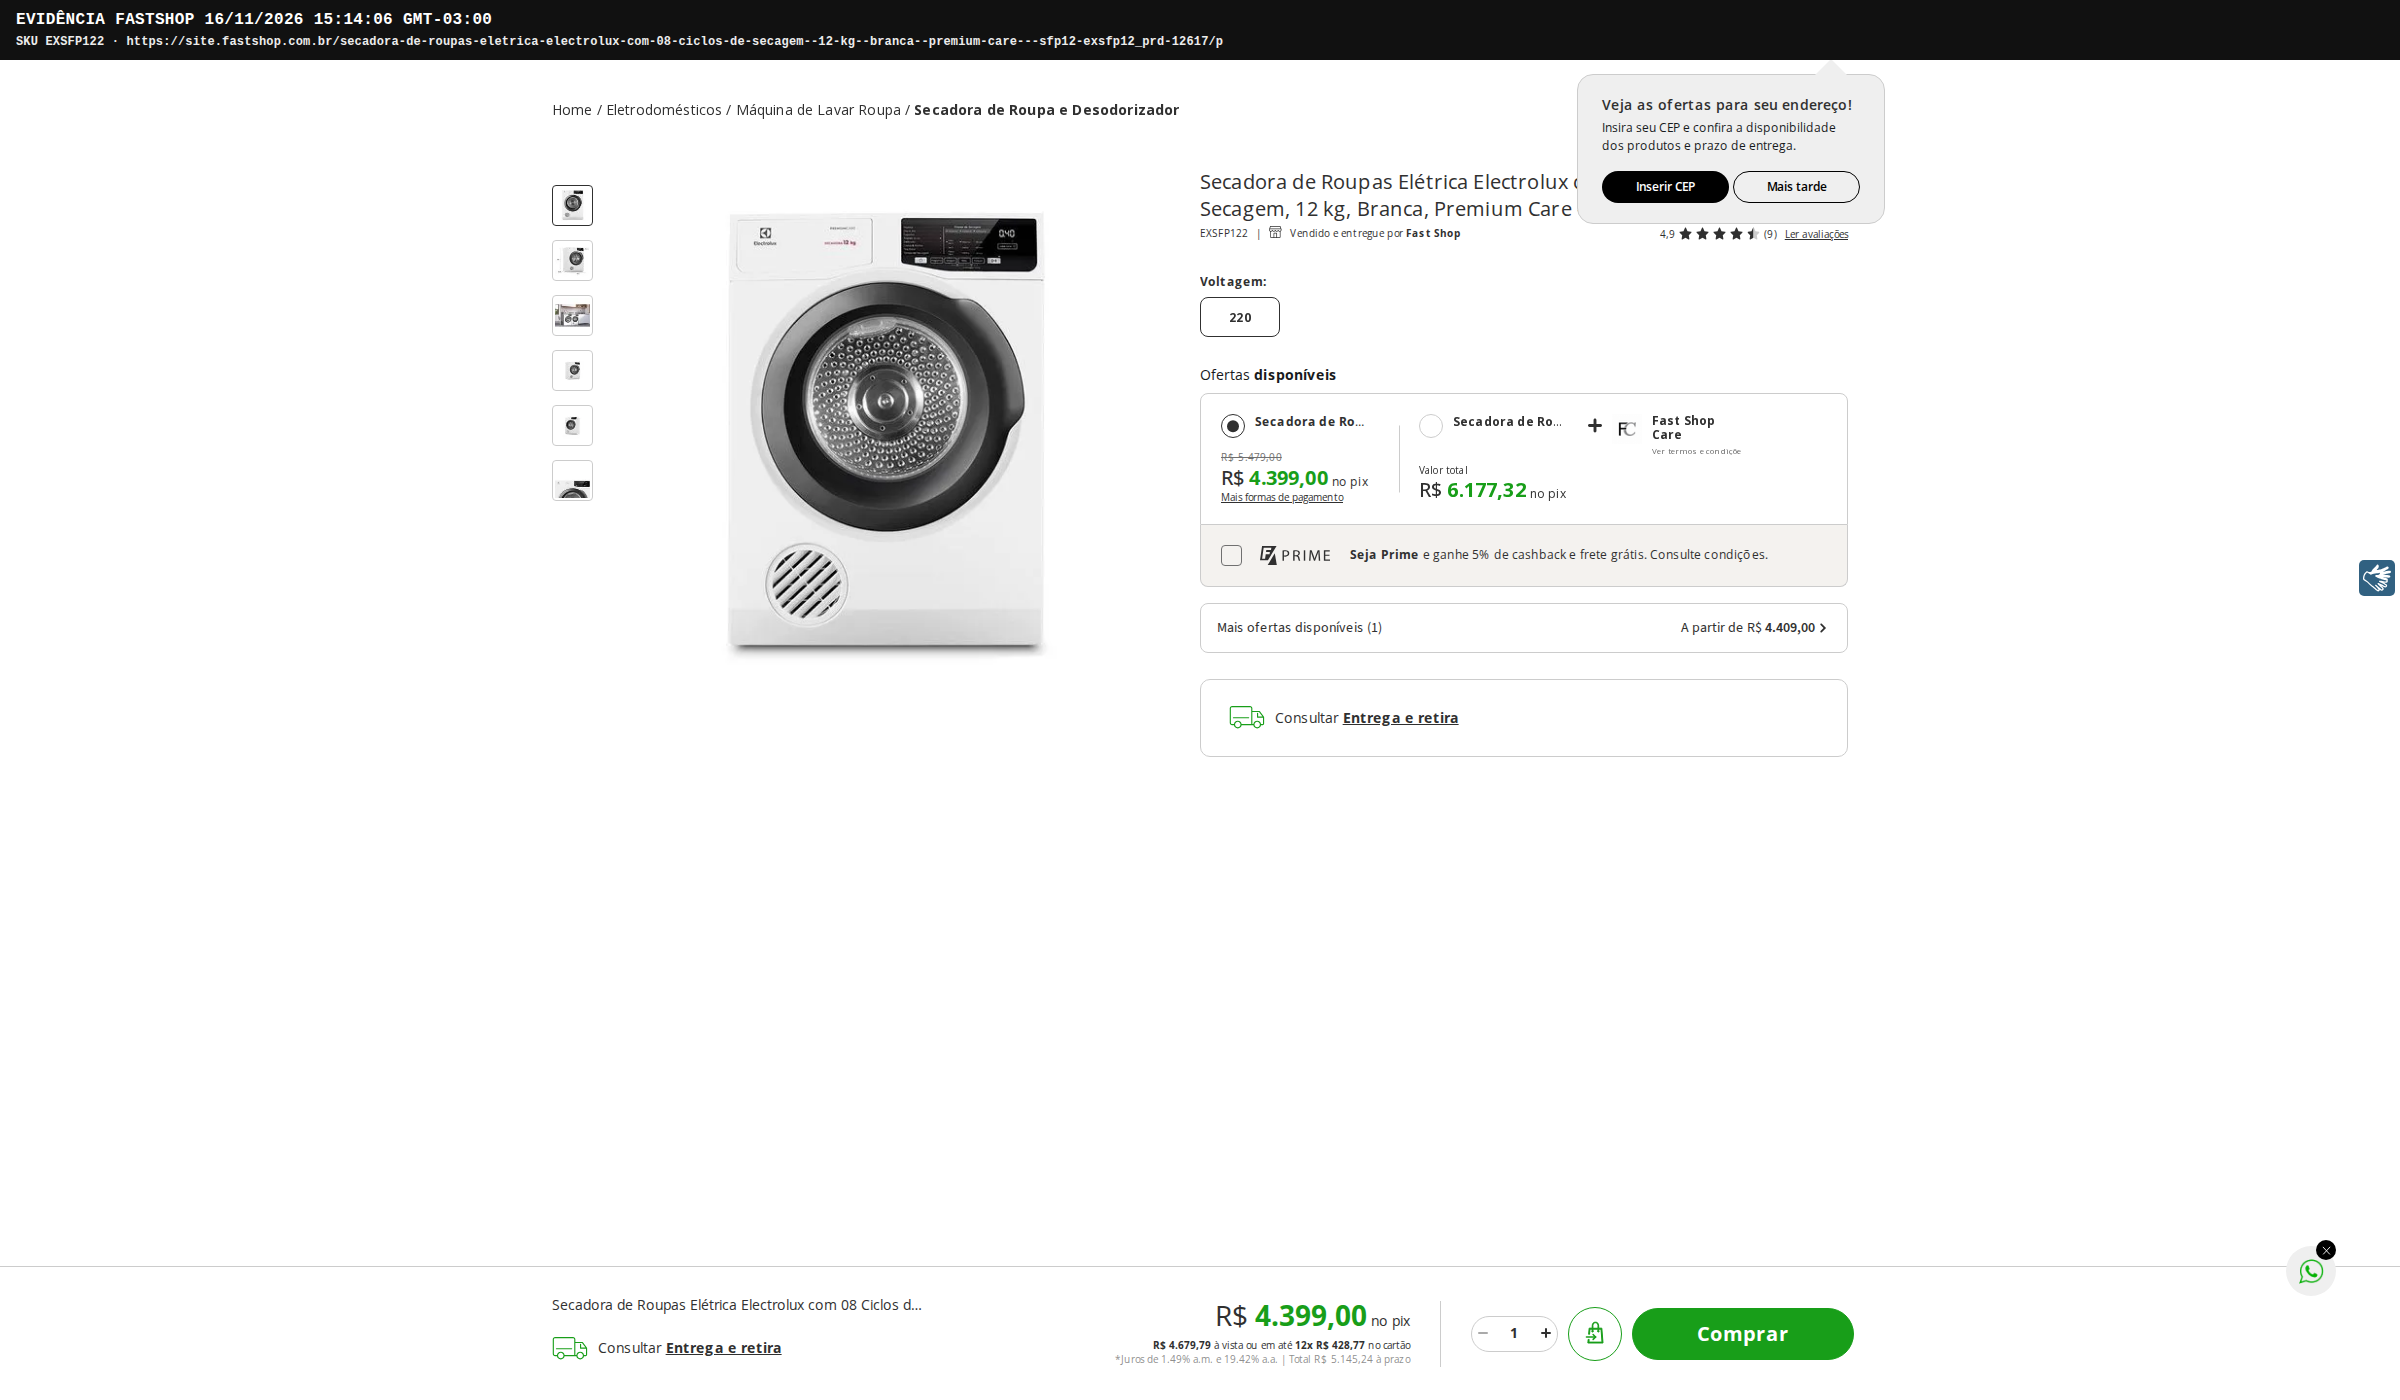 EVIDÊNCIA FASTSHOP 16/11/2026 15:14:06 GMT-03:00
SKU EXSFP122 · https://site.fastshop.com.br/secadora-de-roupas-eletrica-electrolux-com-08-ciclos-de-secagem--12-kg--branca--premium-care---sfp12-exsfp12_prd-12617/p
Veja as ofertas para seu endereço!
Insira seu CEP e confira a disponibilidade
dos produtos e prazo de entrega.
Inserir CEP
Mais tarde
Home / Eletrodomésticos / Máquina de Lavar Roupa / Secadora de Roupa e Desodorizador
Secadora de Roupas Elétrica Electrolux
Secagem, 12 kg, Branca, Premium Care
EXSFP122 | Vendido e entregue por Fast Shop
4,9 (9) Ler avaliações
Electrolux
12 kg
0:40
Voltagem:
220
Ofertas disponíveis
Secadora de Ro...
R$ 5.479,00
R$ 4.399,00 no pix
Mais formas de pagamento
Secadora de Ro...
Valor total
R$ 6.177,32 no pix
+
FC
Fast Shop
Care
Ver termos e condiçõe
PRIME
Seja Prime e ganhe 5% de cashback e frete grátis. Consulte condições.
Mais ofertas disponíveis (1)
A partir de R$ 4.409,00
Consultar Entrega e retira
Secadora de Roupas Elétrica Electrolux com 08 Ciclos d...
Consultar Entrega e retira
R$ 4.399,00 no pix
R$ 4.679,79 à vista ou em até 12x R$ 428,77 no cartão
*Juros de 1.49% a.m. e 19.42% a.a. | Total R$ 5.145,24 à prazo
− 1 +
Comprar